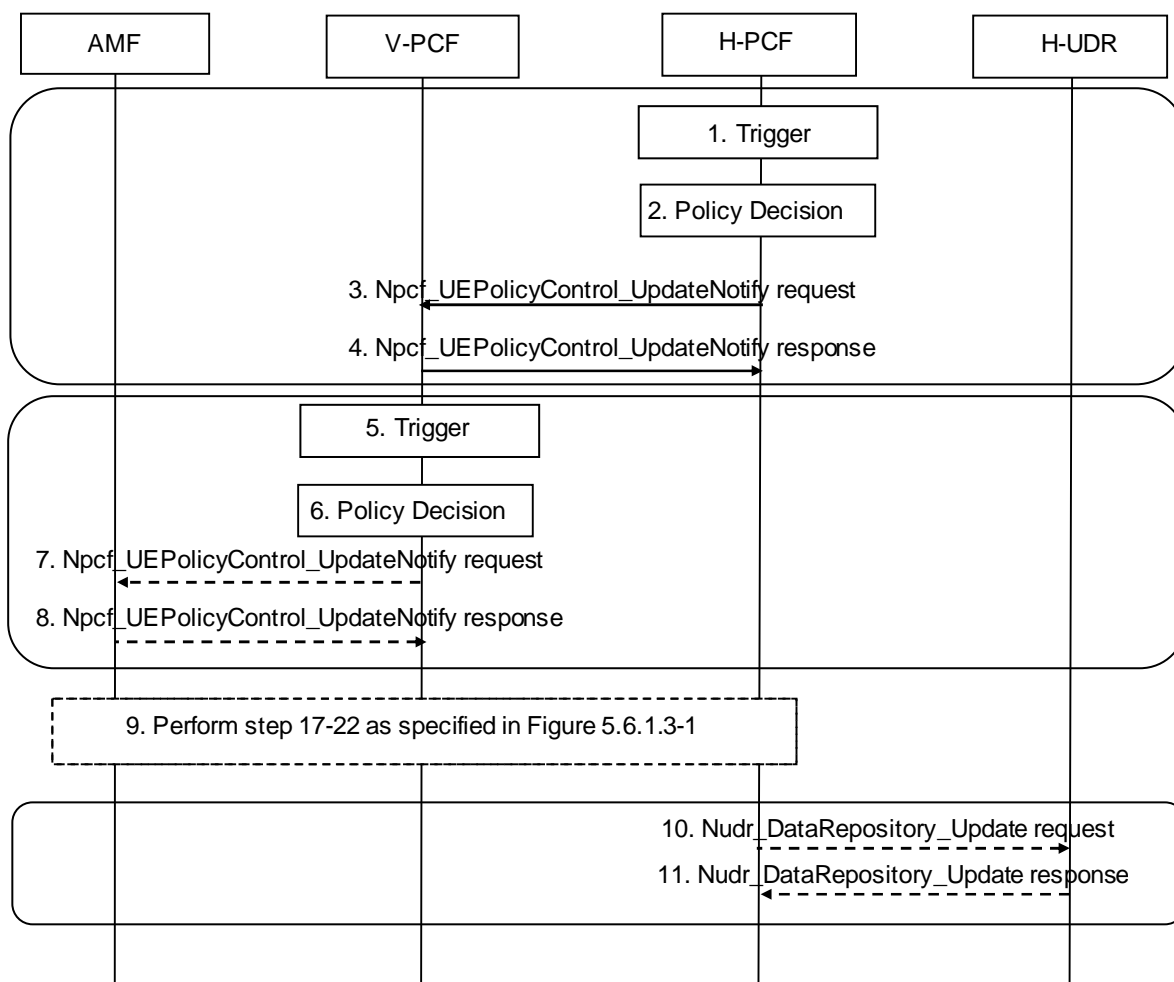 AMF
V-PCF
H-PCF
H-UDR
1. Trigger
2. Policy Decision
3. Npcf_UEPolicyControl_UpdateNotify request
4. Npcf_UEPolicyControl_UpdateNotify response
5. Trigger
6. Policy Decision
7. Npcf_UEPolicyControl_UpdateNotify request
8. Npcf_UEPolicyControl_UpdateNotify response
9. Perform step 17-22 as specified in Figure 5.6.1.3-1
10. Nudr_DataRepository_Update request
11. Nudr_DataRepository_Update response